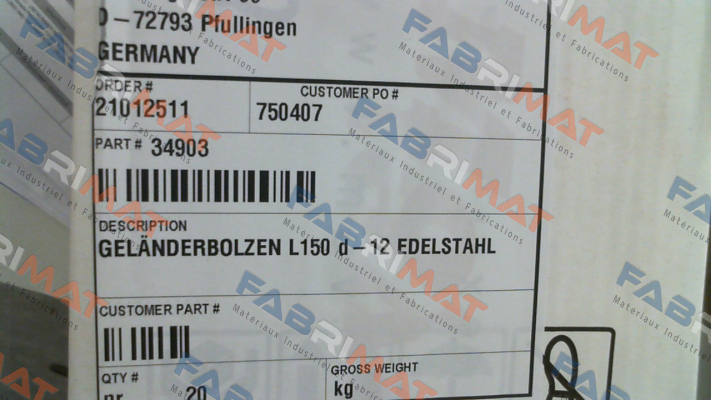 D-72793 Pfullingen
GERMANY
ORDER #
21012511
CUSTOMER PO #
750407
PART # 34903
DESCRIPTION
GELÄNDERBOLZEN L150 d-12 EDELSTAHL
CUSTOMER PART #
QTY #
20
GROSS WEIGHT
kg
FABRIMAT
Matériaux Industriel et Fabrications